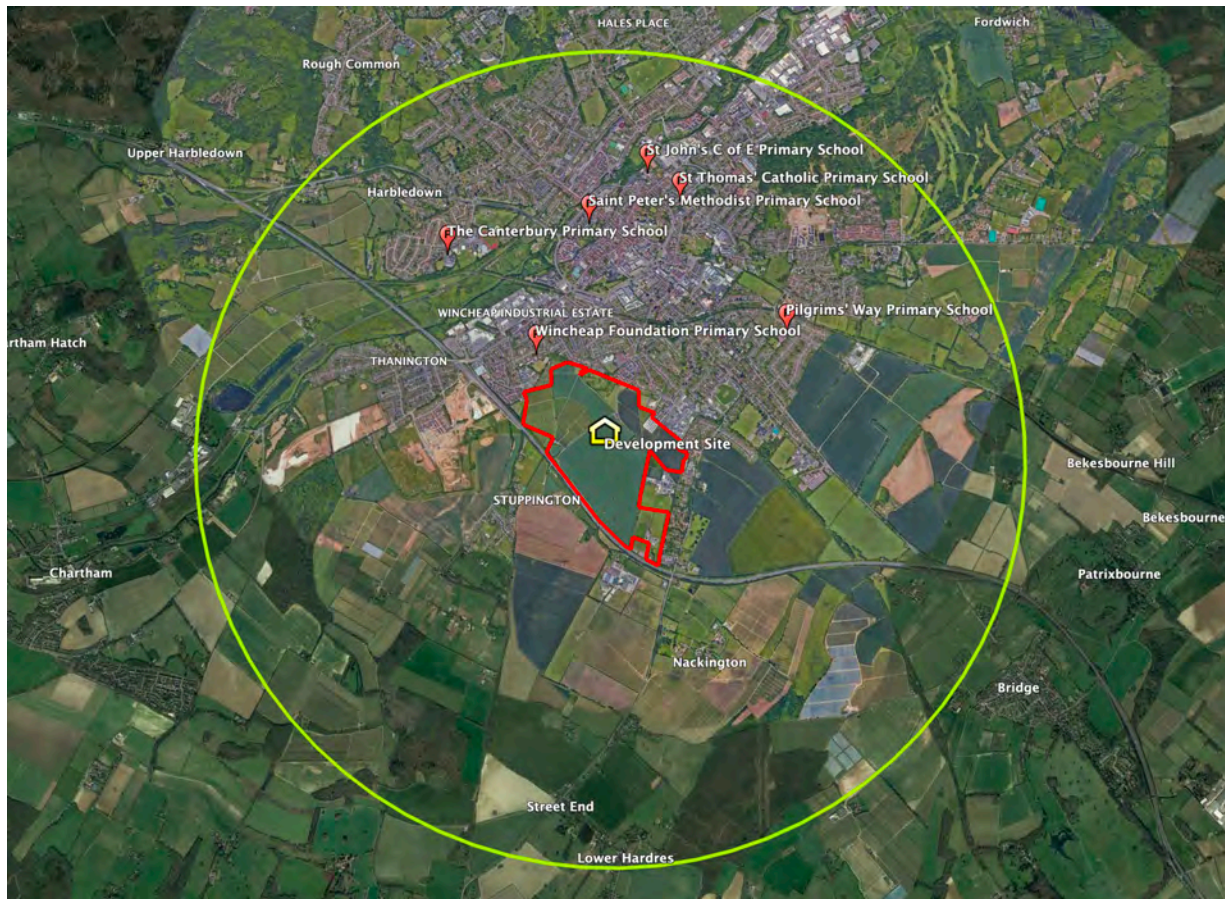 HALES PLACE
Fordwich
Rough Common
St John's C of E Primary School
Upper Harbledown
St Thomas' Catholic Primary School
Harbledown
Saint Peter's Methodist Primary School
The Canterbury Primary School
WINCHEAP INDUSTRIAL ESTATE
Pilgrims' Way Primary School
Wincheap Foundation Primary School
artham Hatch
THANINGTON
Development Site
Bekesbourne Hill
STUPPINGTON
Bekesbourne
Chartham
Patrixbourne
Nackington
Bridge
Street End
Lower Hardres